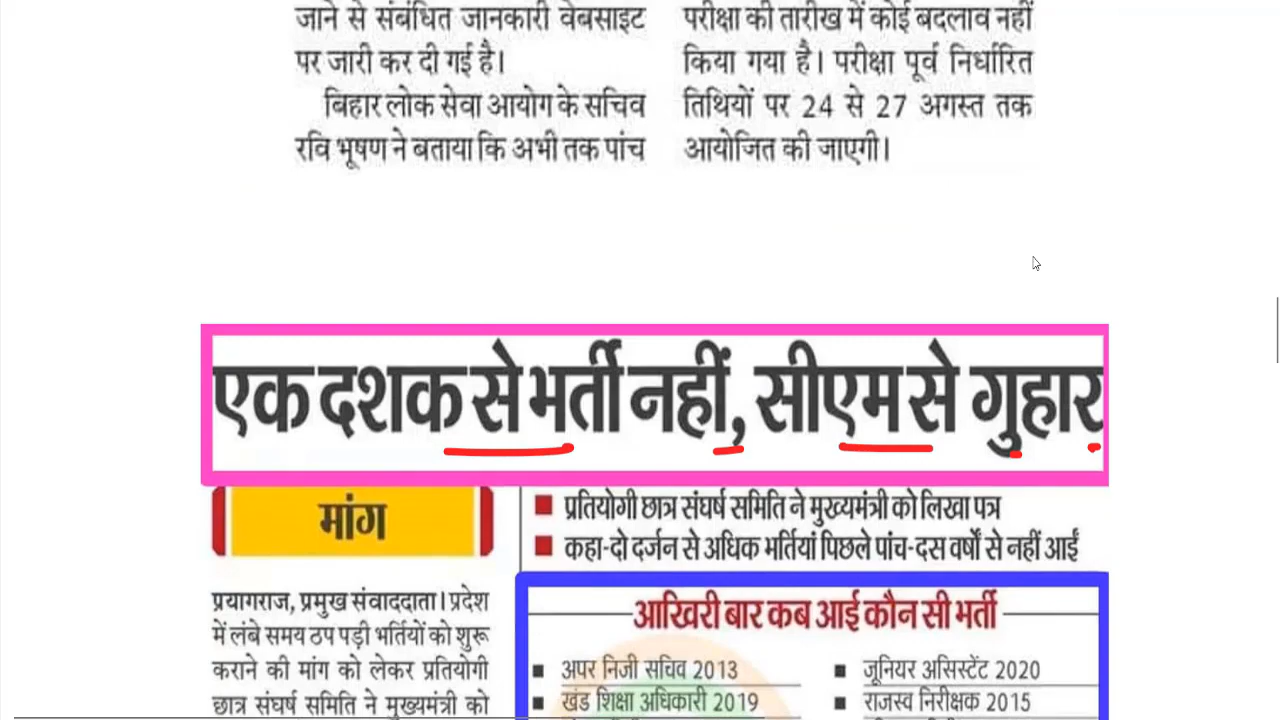 जाने से संबंधित जानकारी वेबसाइट
पर जारी कर दी गई है।
बिहार लोक सेवा आयोग के सचिव
रवि भूषण ने बताया कि अभी तक पांच
परीक्षा की तारीख में कोई बदलाव नहीं
किया गया है। परीक्षा पूर्व निर्धारित
तिथियों पर 24 से 27 अगस्त तक
आयोजित की जाएगी।
एक दशक से भर्ती नहीं, सीएम से गुहार
मांग
प्रतियोगी छात्र संघर्ष समिति ने मुख्यमंत्री को लिखा पत्र
कहा-दो दर्जन से अधिक भर्तियां पिछले पांच-दस वर्षों से नहीं आईं
प्रयागराज, प्रमुख संवाददाता। प्रदेश
में लंबे समय ठप पड़ी भर्तियों को शुरू
कराने की मांग को लेकर प्रतियोगी
छात्र संघर्ष समिति ने मुख्यमंत्री को
आखिरी बार कब आई कौन सी भर्ती
अपर निजी सचिव 2013
खंड शिक्षा अधिकारी 2019
जूनियर असिस्टेंट 2020
राजस्व निरीक्षक 2015